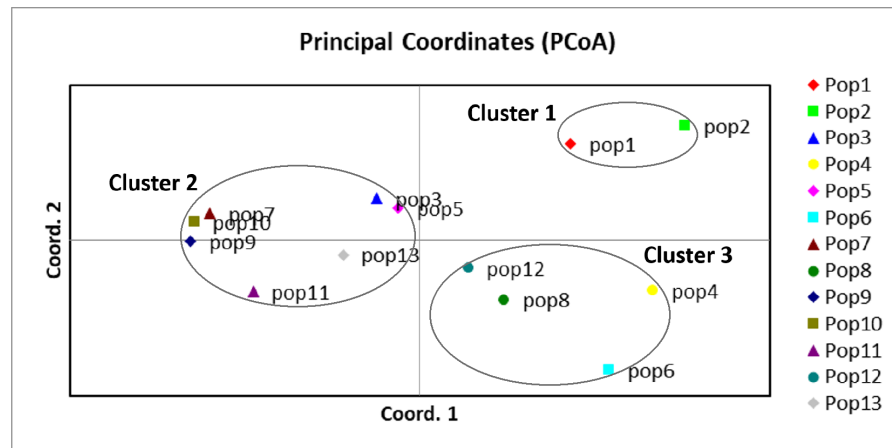 Principal Coordinates (PCoA)
Cluster 1
pop2
pop1
Cluster 2
pop3
pop5
pop7
pop10
pop9
pop13
pop11
Cluster 3
pop12
pop4
pop8
pop6
Coord. 2
Coord. 1
Pop1
Pop2
Pop3
Pop4
Pop5
Pop6
Pop7
Pop8
Pop9
Pop10
Pop11
Pop12
Pop13